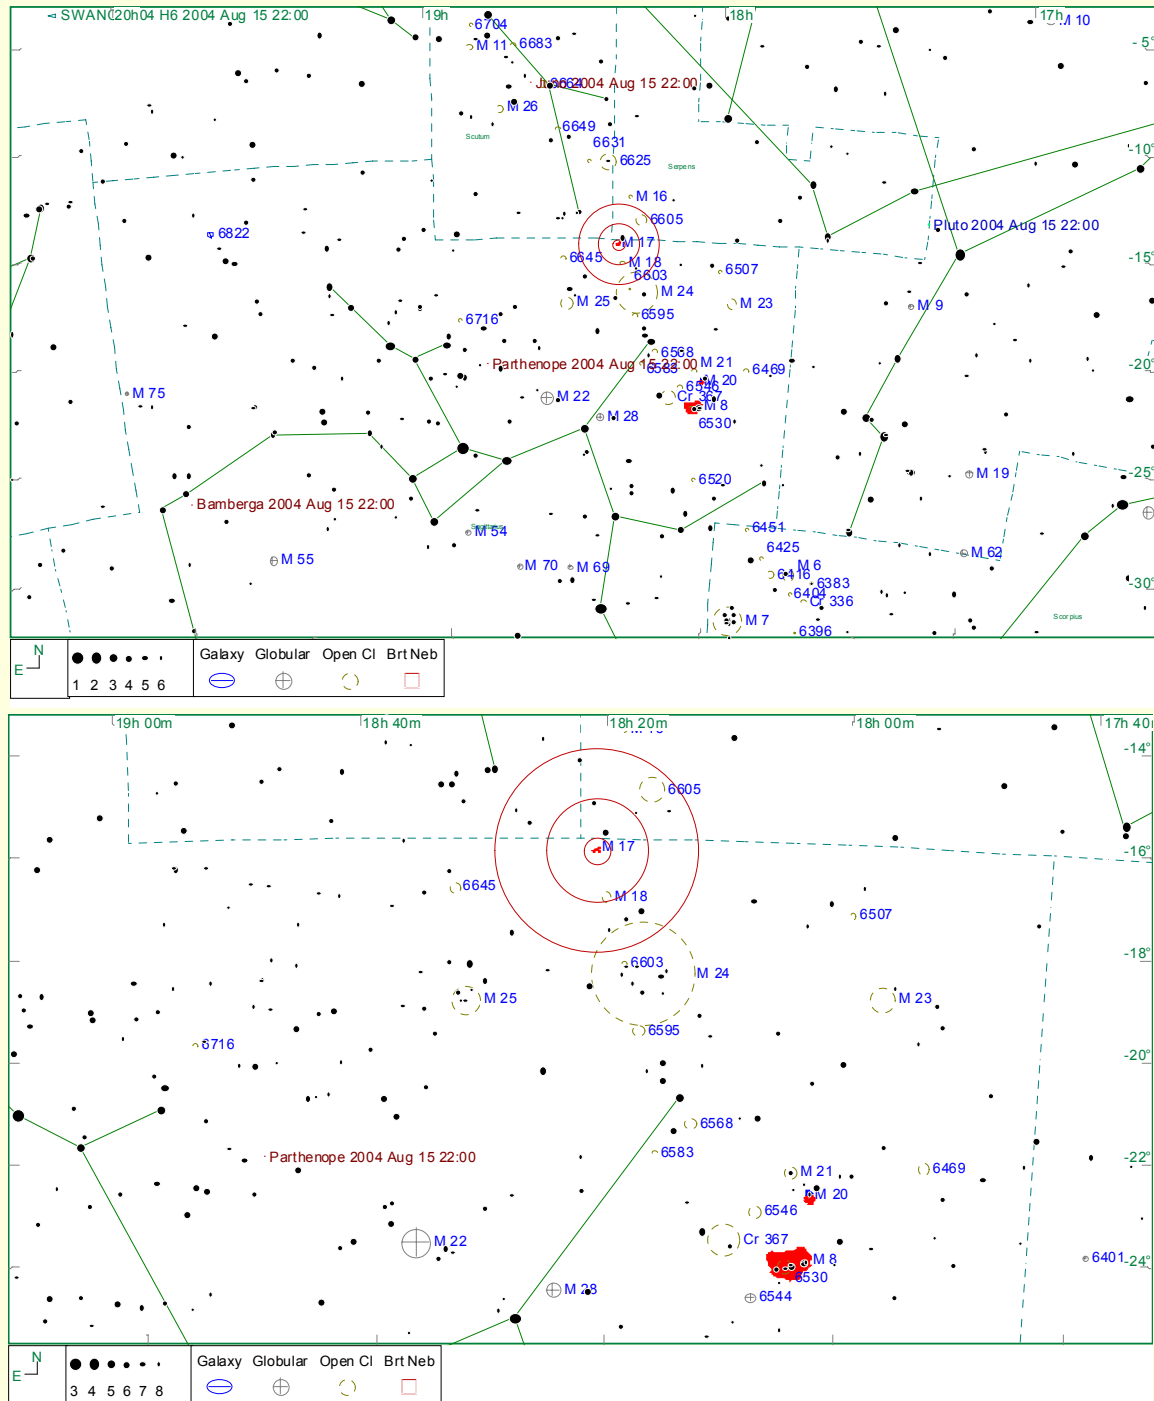 SWAN(20h04 H6 2004 Aug 15 22:00
19h
18h
17h
6704
M 11
6683
M 10
- 5°
2004 Aug 15 22:00
M 26
6649
Scutum
6631
6625
Serpens
-10°
M 16
6605
6822
M 17
Pluto 2004 Aug 15 22:00
6645
M 18
6507
-15°
6603
M 24
M 25
M 23
M 9
6595
6716
6568
Parthenope 2004 Aug 15 22:00
M 21
6583
6469
-20°
M 20
6546
M 75
M 22
Cr 367
M 8
M 28
6530
M 19
-25°
6520
Bamberga 2004 Aug 15 22:00
6451
M 54
6425
M 62
M 55
M 70
M 69
M 6
6416
6383
-30°
6404
Cr 336
M 7
6396
Scorpius
N
E
1 2 3 4 5 6
Galaxy Globular Open Cl Brt Neb
19h 00m
18h 40m
18h 20m
18h 00m
17h 40
-14°
6605
M 17
-16°
6645
M 18
6507
-18°
6603
M 24
M 25
M 23
6595
6716
-20°
6568
6583
Parthenope 2004 Aug 15 22:00
-22°
M 21
6469
M 20
6546
M 22
Cr 367
M 8
6401
-24°
6530
M 28
6544
N
E
3 4 5 6 7 8
Galaxy Globular Open Cl Brt Neb